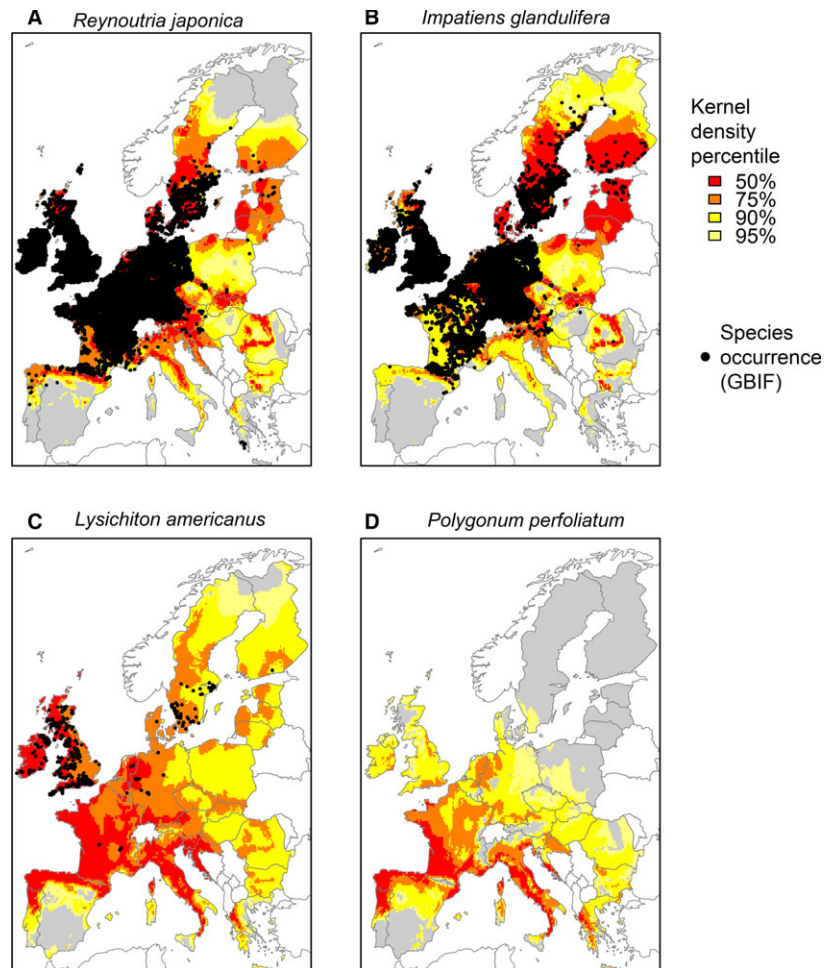 A Reynoutria japonica
B Impatiens glandulifera
Kernel
density
percentile
50%
75%
90%
95%
Species
occurrence
(GBIF)
C Lysichiton americanus
D Polygonum perfoliatum